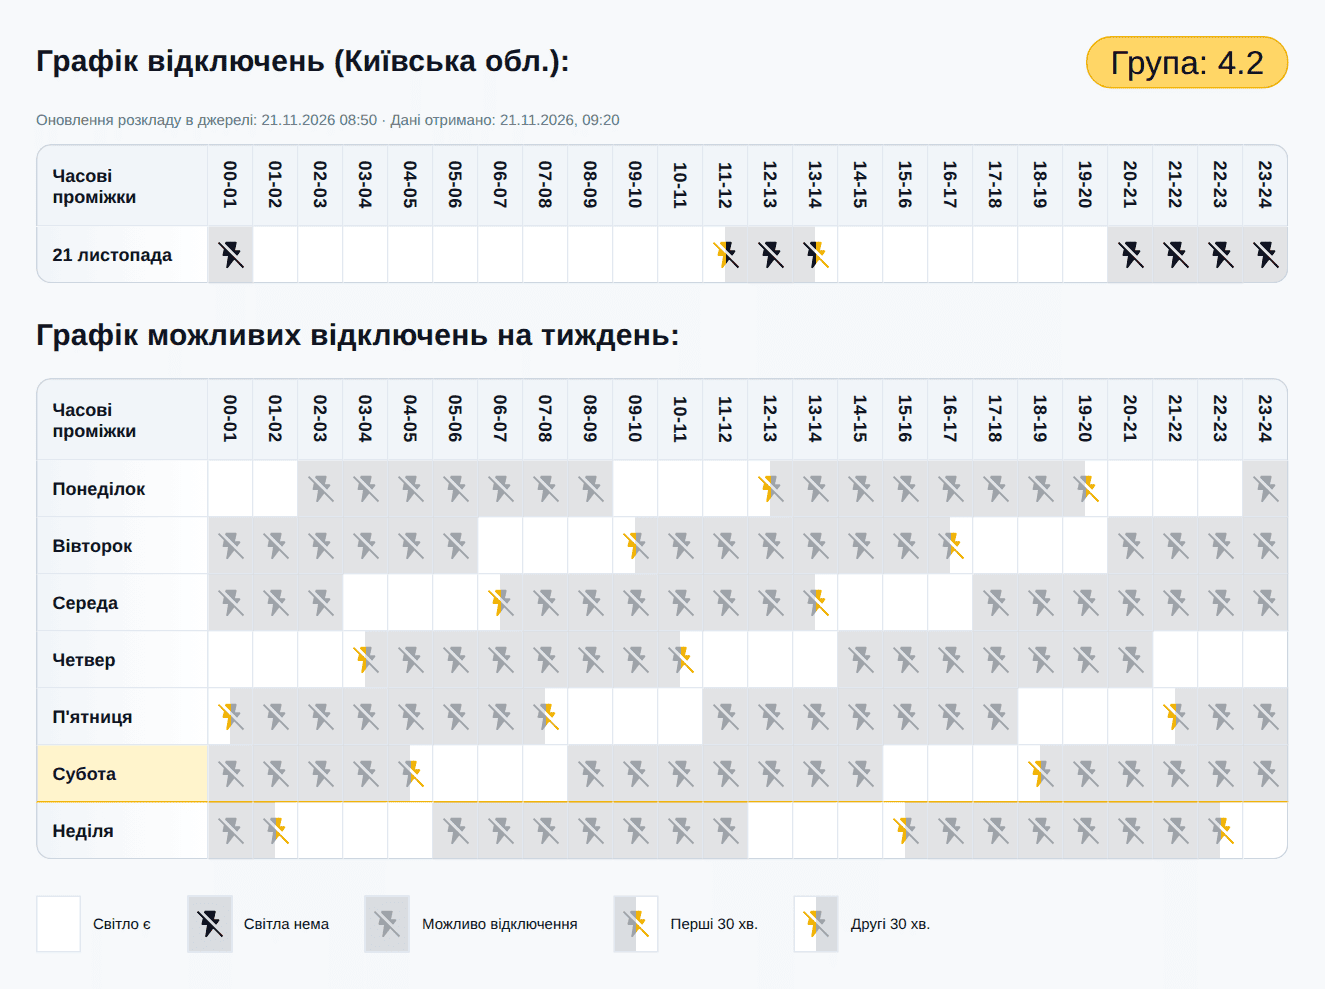 Графік відключень (Київська обл.):
Група: 4.2
Оновлення розкладу в джерелі: 21.11.2026 08:50 · Дані отримано: 21.11.2026, 09:20
Часові
проміжки
00-01 01-02 02-03 03-04 04-05 05-06 06-07 07-08 08-09 09-10 10-11 11-12 12-13 13-14 14-15 15-16 16-17 17-18 18-19 19-20 20-21 21-22 22-23 23-24
21 листопада
Графік можливих відключень на тиждень:
Часові
проміжки
00-01 01-02 02-03 03-04 04-05 05-06 06-07 07-08 08-09 09-10 10-11 11-12 12-13 13-14 14-15 15-16 16-17 17-18 18-19 19-20 20-21 21-22 22-23 23-24
Понеділок
Вівторок
Середа
Четвер
П'ятниця
Субота
Неділя
Світло є
Світла нема
Можливо відключення
Перші 30 хв.
Другі 30 хв.